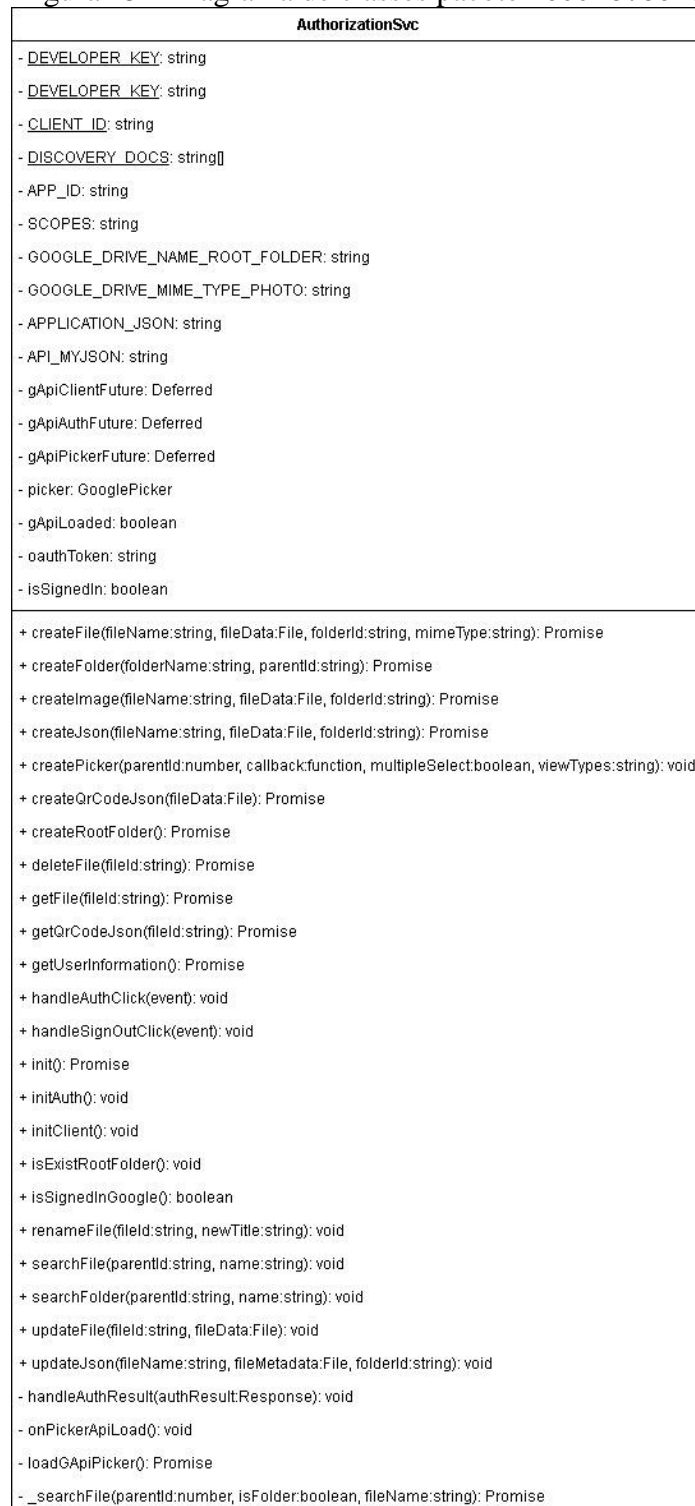 AuthorizationSvc
- DEVELOPER_KEY: string
- DEVELOPER_KEY: string
- CLIENT_ID: string
- DISCOVERY_DOCS: string[]
- APP_ID: string
- SCOPES: string
- GOOGLE_DRIVE_NAME_ROOT_FOLDER: string
- GOOGLE_DRIVE_MIME_TYPE_PHOTO: string
- APPLICATION_JSON: string
- API_MYJSON: string
- gApiClientFuture: Deferred
- gApiAuthFuture: Deferred
- gApiPickerFuture: Deferred
- picker: GooglePicker
- gApiLoaded: boolean
- oauthToken: string
- isSignedIn: boolean
+ createFile(fileName:string, fileData:File, folderId:string, mimeType:string): Promise
+ createFolder(folderName:string, parentId:string): Promise
+ createImage(fileName:string, fileData:File, folderId:string): Promise
+ createJson(fileName:string, fileData:File, folderId:string): Promise
+ createPicker(parentId:number, callback:function, multipleSelect:boolean, viewTypes:string): void
+ createQrCodeJson(fileData:File): Promise
+ createRootFolder(): Promise
+ deleteFile(fileId:string): Promise
+ getFile(fileId:string): Promise
+ getQrCodeJson(fileId:string): Promise
+ getUserInformation(): Promise
+ handleAuthClick(event): void
+ handleSignOutClick(event): void
+ init(): Promise
+ initAuth(): void
+ initClient(): void
+ isExistRootFolder(): void
+ isSignedInGoogle(): boolean
+ renameFile(fileId:string, newTitle:string): void
+ searchFile(parentId:string, name:string): void
+ searchFolder(parentId:string, name:string): void
+ updateFile(fileId:string, fileData:File): void
+ updateJson(fileName:string, fileMetadata:File, folderId:string): void
- handleAuthResult(authResult:Response): void
- onPickerApiLoad(): void
- loadGApiPicker(): Promise
- _searchFile(parentId:number, isFolder:boolean, fileName:string): Promise